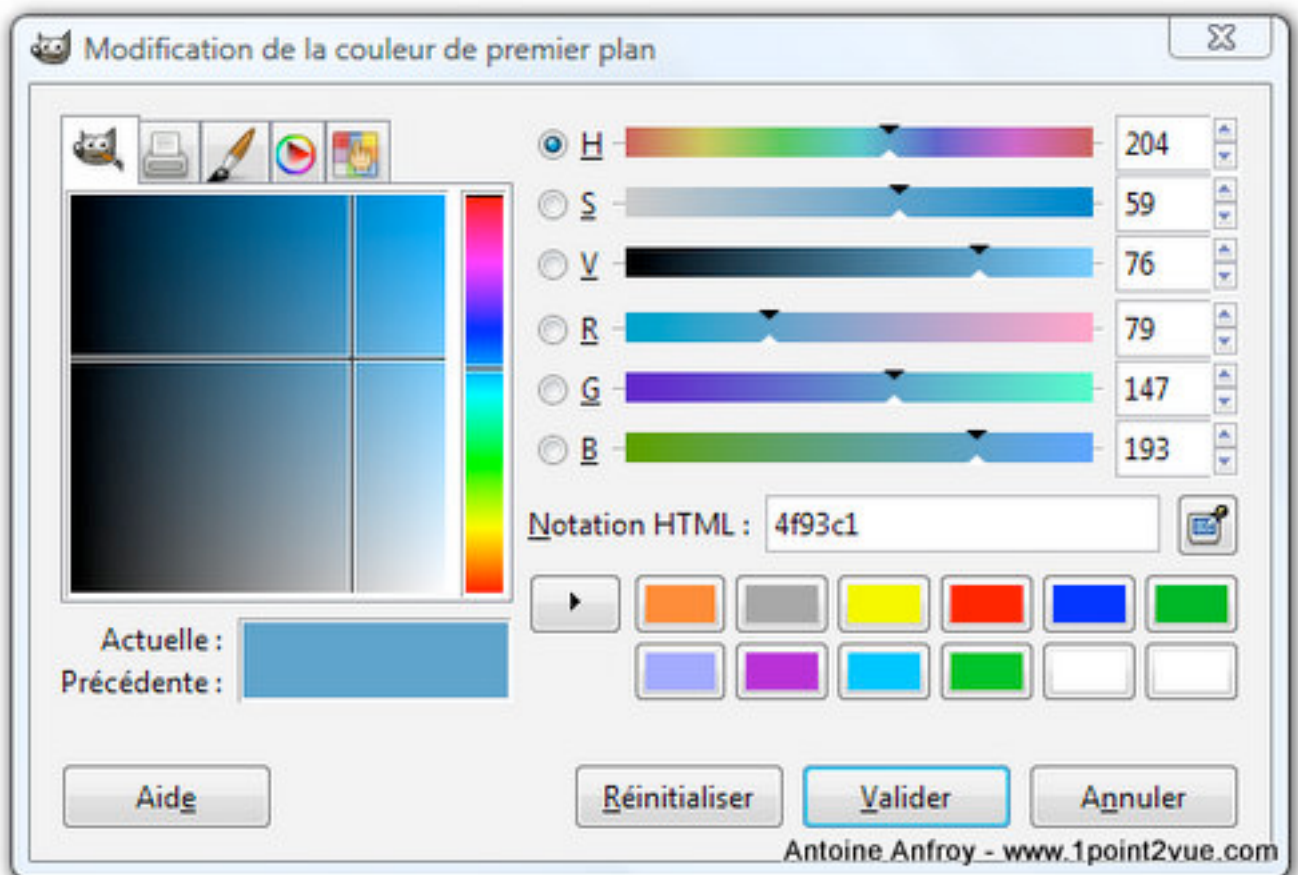 Modification de la couleur de premier plan
H 204
S 59
V 76
R 79
G 147
B 193
Notation HTML : 4f93c1
Actuelle :
Précédente :
Aide
Réinitialiser
Valider
Annuler
Antoine Anfroy - www.1point2vue.com